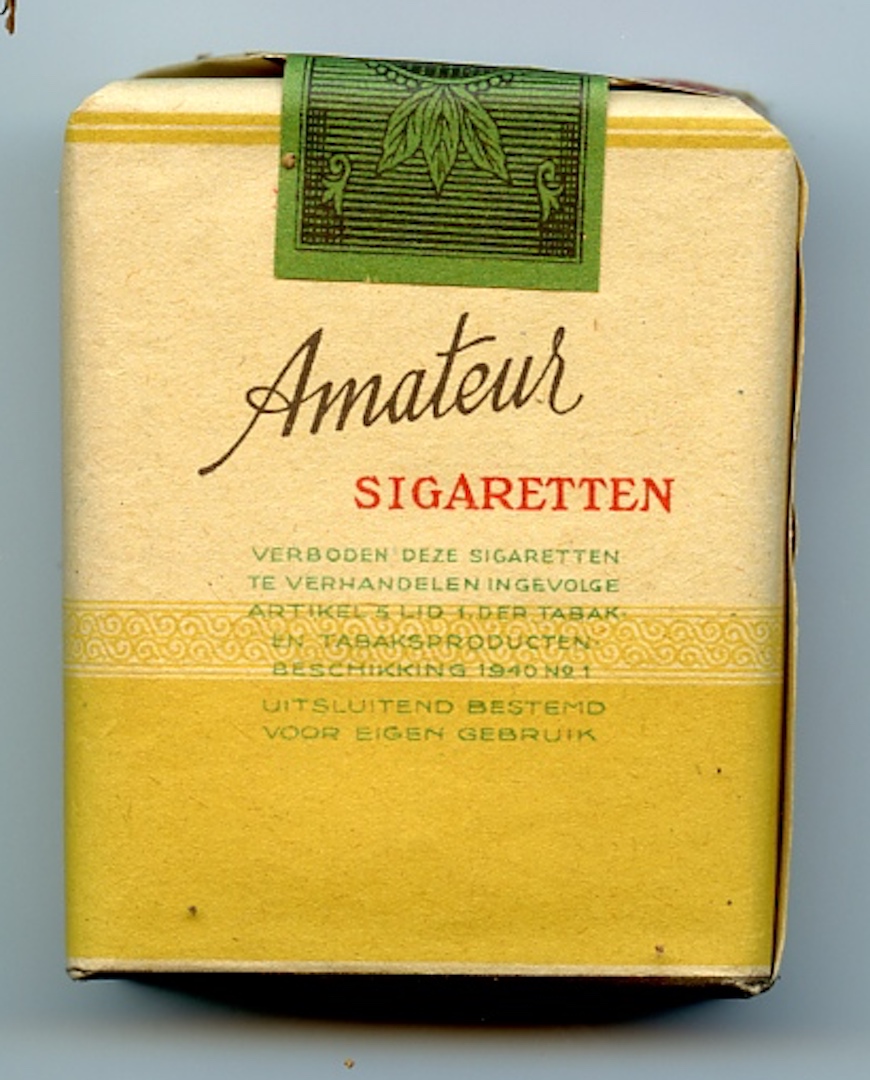 Amateur
SIGARETTEN
VERBODEN DEZE SIGARETTEN
TE VERHANDELEN INGEVOLGE
ARTIKEL 5 LID 1. DER TABAK-
EN TABAKSPRODUCTEN-
BESCHIKKING 1940 No 1
UITSLUITEND BESTEMD
VOOR EIGEN GEBRUIK